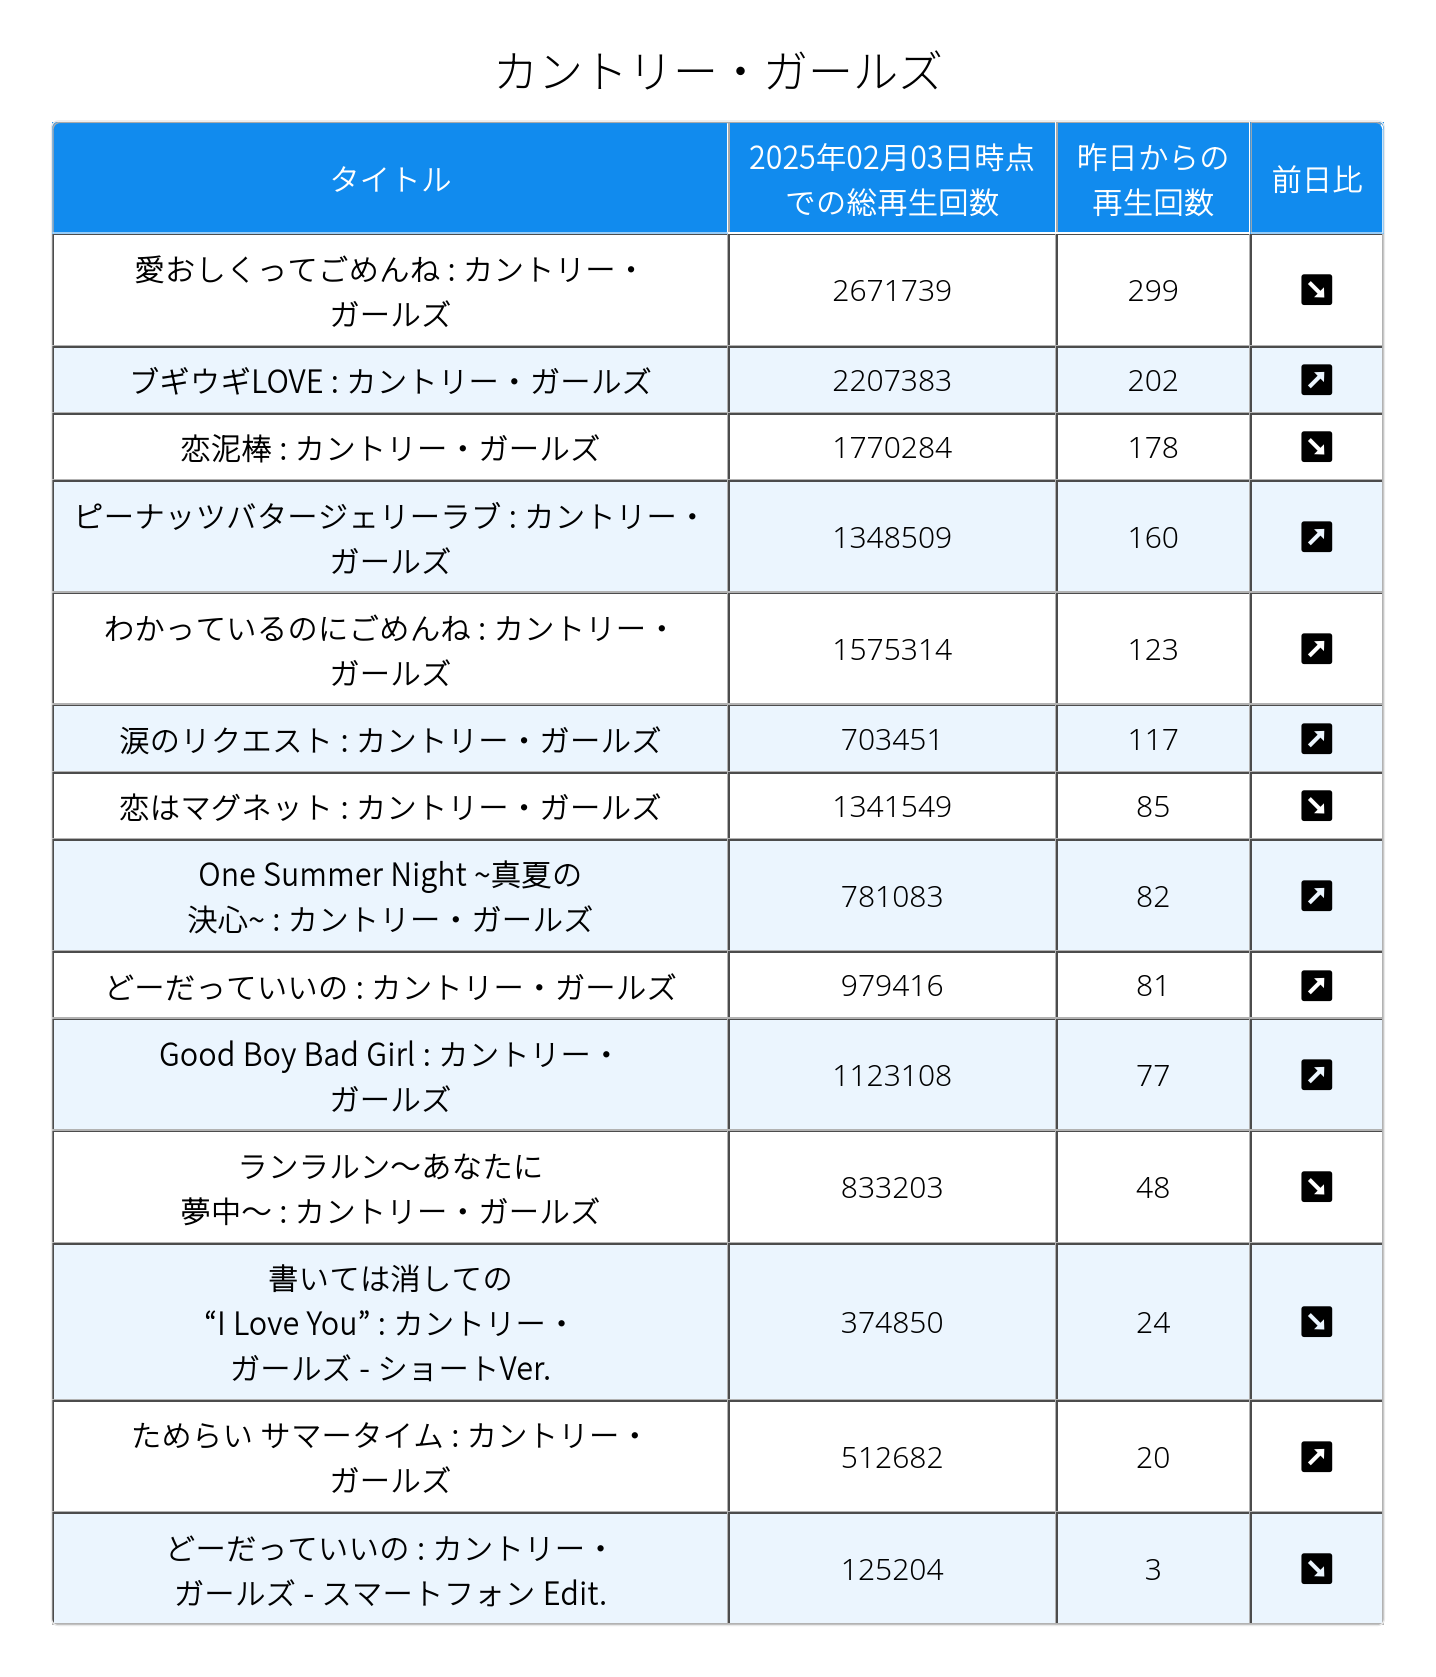 カントリー・ガールズ
タイトル
2025年02月03日時点
での総再生回数
昨日からの
再生回数
前日比
愛おしくってごめんね : カントリー・
ガールズ
2671739
299
ブギウギLOVE : カントリー・ガールズ
2207383
202
恋泥棒 : カントリー・ガールズ
1770284
178
ピーナッツバタージェリーラブ : カントリー・
ガールズ
1348509
160
わかっているのにごめんね : カントリー・
ガールズ
1575314
123
涙のリクエスト : カントリー・ガールズ
703451
117
恋はマグネット : カントリー・ガールズ
1341549
85
One Summer Night ~真夏の
決心~ : カントリー・ガールズ
781083
82
どーだっていいの : カントリー・ガールズ
979416
81
Good Boy Bad Girl : カントリー・
ガールズ
1123108
77
ランラルン～あなたに
夢中～ : カントリー・ガールズ
833203
48
書いては消しての
“I Love You” : カントリー・
ガールズ - ショートVer.
374850
24
ためらい サマータイム : カントリー・
ガールズ
512682
20
どーだっていいの : カントリー・
ガールズ - スマートフォン Edit.
125204
3